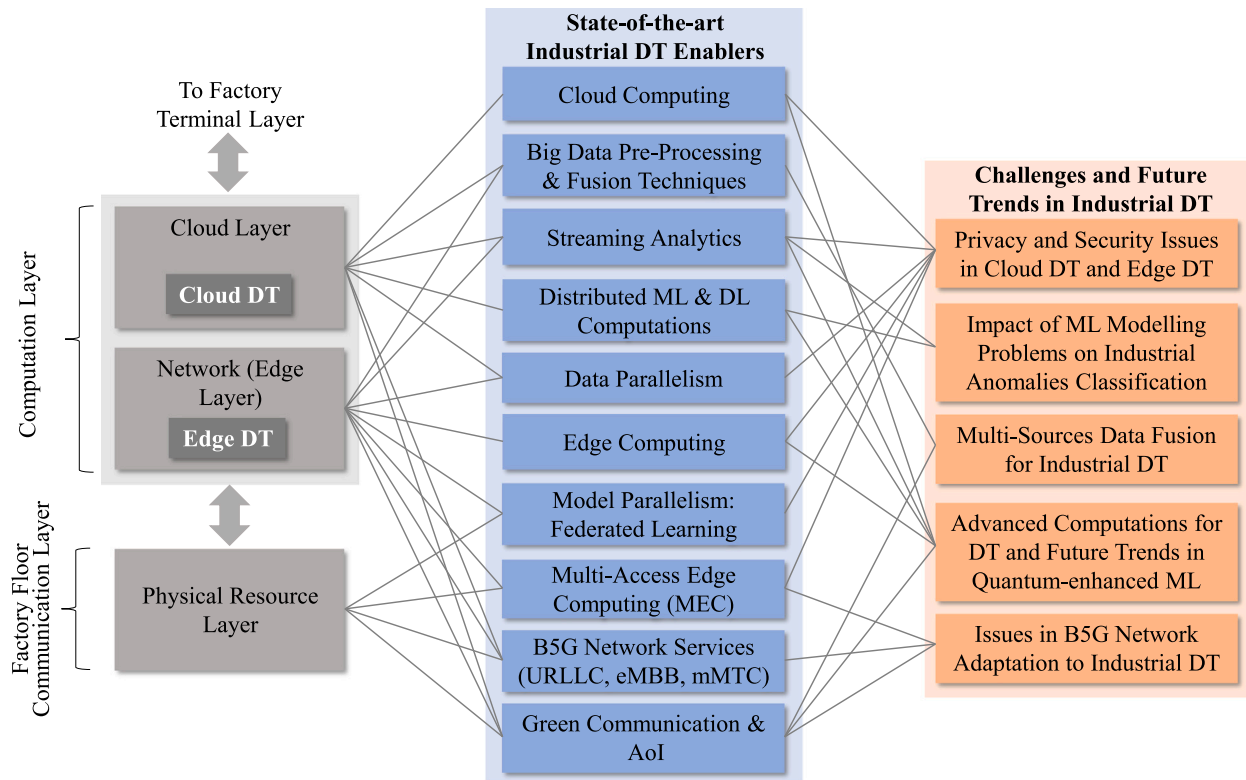 To Factory
Terminal Layer
Computation Layer
Cloud Layer
Cloud DT
Network (Edge
Layer)
Edge DT
Factory Floor
Communication Layer
Physical Resource
Layer
State-of-the-art
Industrial DT Enablers
Cloud Computing
Big Data Pre-Processing
& Fusion Techniques
Streaming Analytics
Distributed ML & DL
Computations
Data Parallelism
Edge Computing
Model Parallelism:
Federated Learning
Multi-Access Edge
Computing (MEC)
B5G Network Services
(URLLC, eMBB, mMTC)
Green Communication &
AoI
Challenges and Future
Trends in Industrial DT
Privacy and Security Issues
in Cloud DT and Edge DT
Impact of ML Modelling
Problems on Industrial
Anomalies Classification
Multi-Sources Data Fusion
for Industrial DT
Advanced Computations for
DT and Future Trends in
Quantum-enhanced ML
Issues in B5G Network
Adaptation to Industrial DT